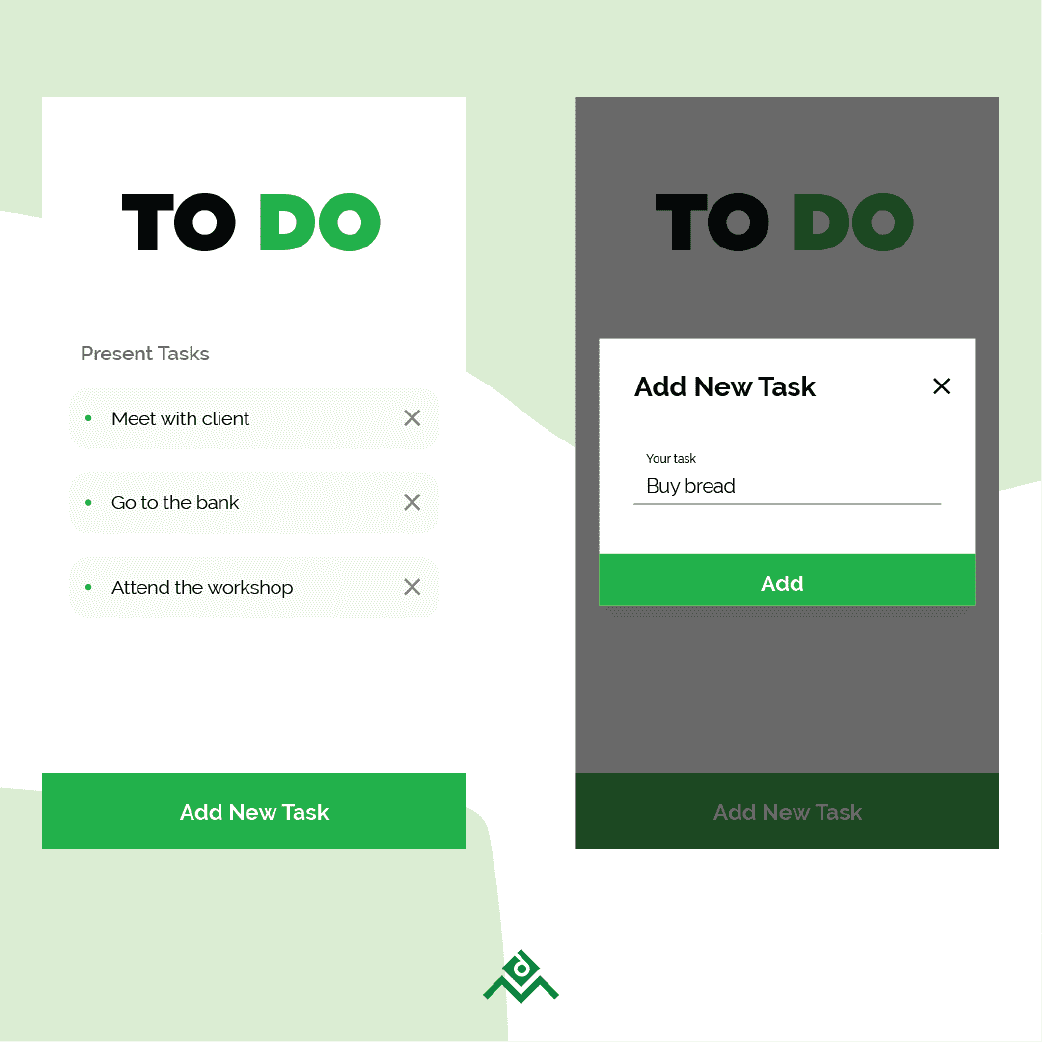 TO DO
Present Tasks
Meet with client
Go to the bank
Attend the workshop
Add New Task
TO DO
Add New Task
Your task
Buy bread
Add
Add New Task